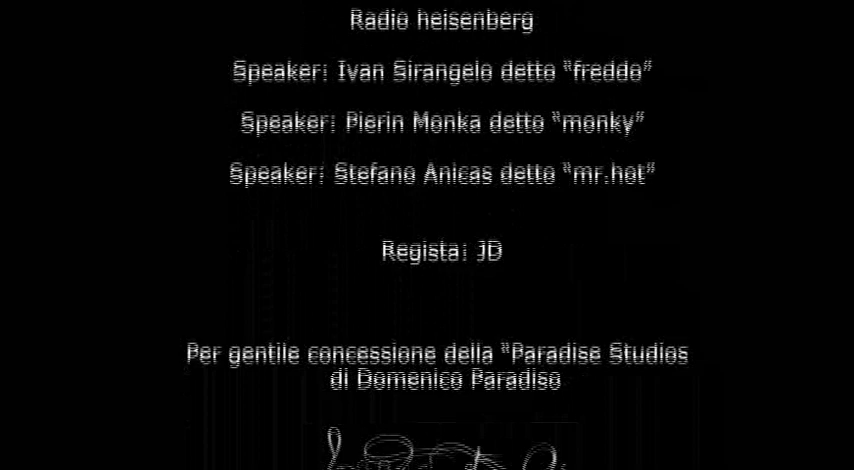 Radio heisenberg
Speaker: Ivan Sirangelo detto "freddo"
Speaker: Pierin Monka detto "monky"
Speaker: Stefano Anicas detto "mr.hot"
Regista: JD
Per gentile concessione della "Paradise Studios
di Domenico Paradiso